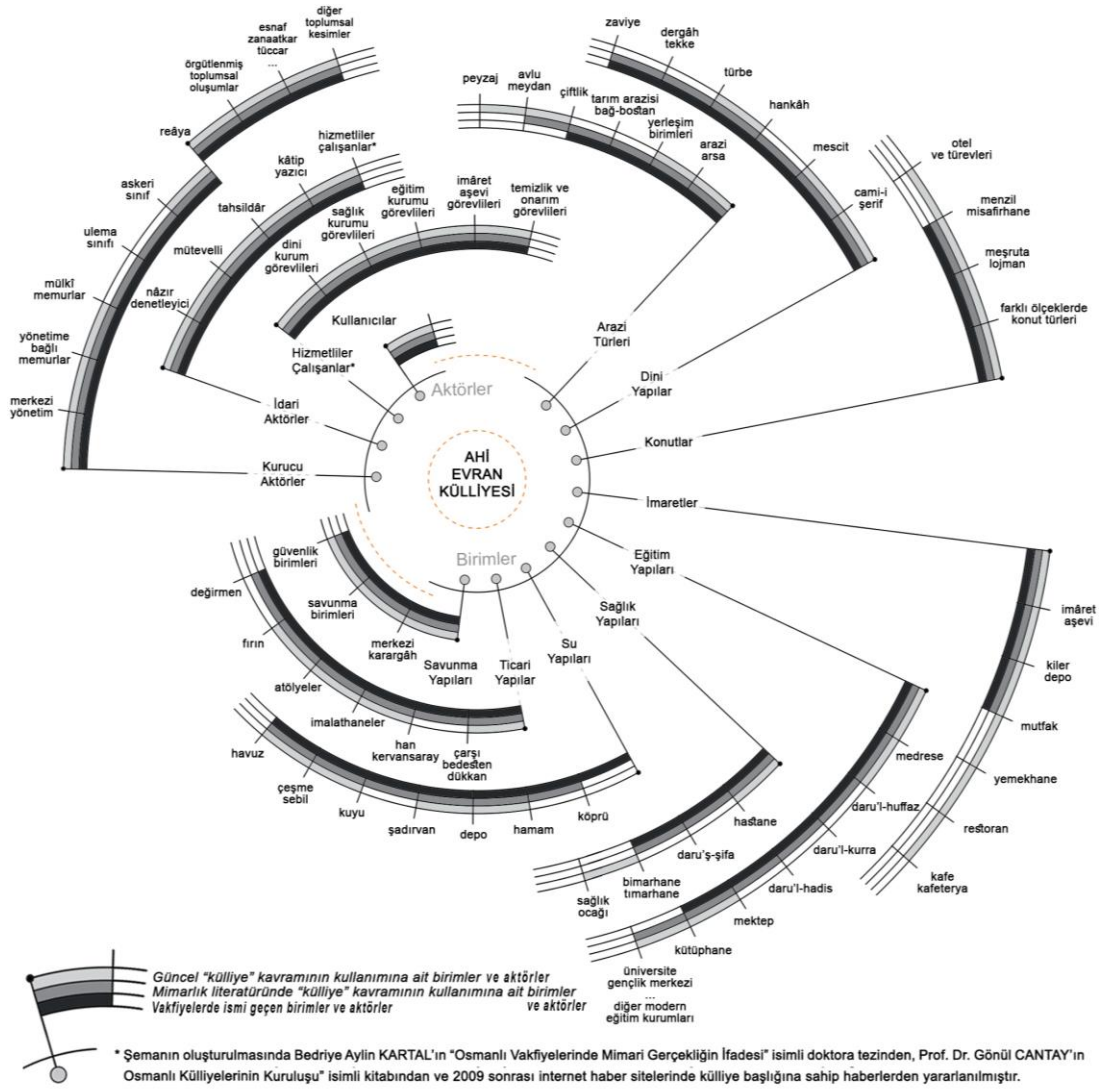 diğer
toplumsal
kesimler
esnaf
zanaatkar
tüccar
...
örgütlenmiş
toplumsal
oluşumlar
reâya
askeri
sınıf
ulema
sınıfı
mülkî
memurlar
yönetime
bağlı
memurlar
merkezi
yönetim
hizmetliler
çalışanlar*
kâtip
yazıcı
tahsildâr
mütevelli
nâzır
denetleyici
temizlik ve
onarım
görevlileri
imâret
aşevi
görevlileri
eğitim
kurumu
görevlileri
sağlık
kurumu
görevlileri
dini
kurum
görevlileri
Kullanıcılar
Hizmetliler
Çalışanlar*
İdari
Aktörler
Kurucu
Aktörler
Aktörler
AHİ
EVRAN
KÜLLİYESİ
Birimler
peyzaj
avlu
meydan
çiftlik
tarım arazisi
bağ-bostan
yerleşim
birimleri
arazi
arsa
zaviye
dergâh
tekke
türbe
hankâh
mescit
cami-i
şerif
otel
ve türevleri
menzil
misafirhane
meşruta
lojman
farklı ölçeklerde
konut türleri
Arazi
Türleri
Dini
Yapılar
Konutlar
İmaretler
Eğitim
Yapıları
Sağlık
Yapıları
Su
Yapıları
Ticari
Yapılar
Savunma
Yapıları
imâret
aşevi
kiler
depo
mutfak
yemekhane
restoran
kafe
kafeterya
medrese
daru'l-huffaz
daru'l-kurra
daru'l-hadis
mektep
kütüphane
üniversite
gençlik merkezi
...
diğer modern
eğitim kurumları
hastane
daru'ş-şifa
bimarhane
tımarhane
sağlık
ocağı
köprü
hamam
depo
şadırvan
kuyu
çeşme
sebil
havuz
çarşı
bedesten
dükkan
han
kervansaray
imalathaneler
atölyeler
fırın
değirmen
güvenlik
birimleri
savunma
birimleri
merkezi
karargâh
Güncel "külliye" kavramının kullanımına ait birimler ve aktörler
Mimarlık literatüründe "külliye" kavramının kullanımına ait birimler
ve aktörler
Vakfiyelerde ismi geçen birimler ve aktörler
* Şemanın oluşturulmasında Bedriye Aylin KARTAL'ın "Osmanlı Vakfiyelerinde Mimari Gerçekliğin İfadesi" isimli doktora tezinden, Prof. Dr. Gönül CANTAY'ın
Osmanlı Külliyelerinin Kuruluşu" isimli kitabından ve 2009 sonrası internet haber sitelerinde külliye başlığına sahip haberlerden yararlanılmıştır.